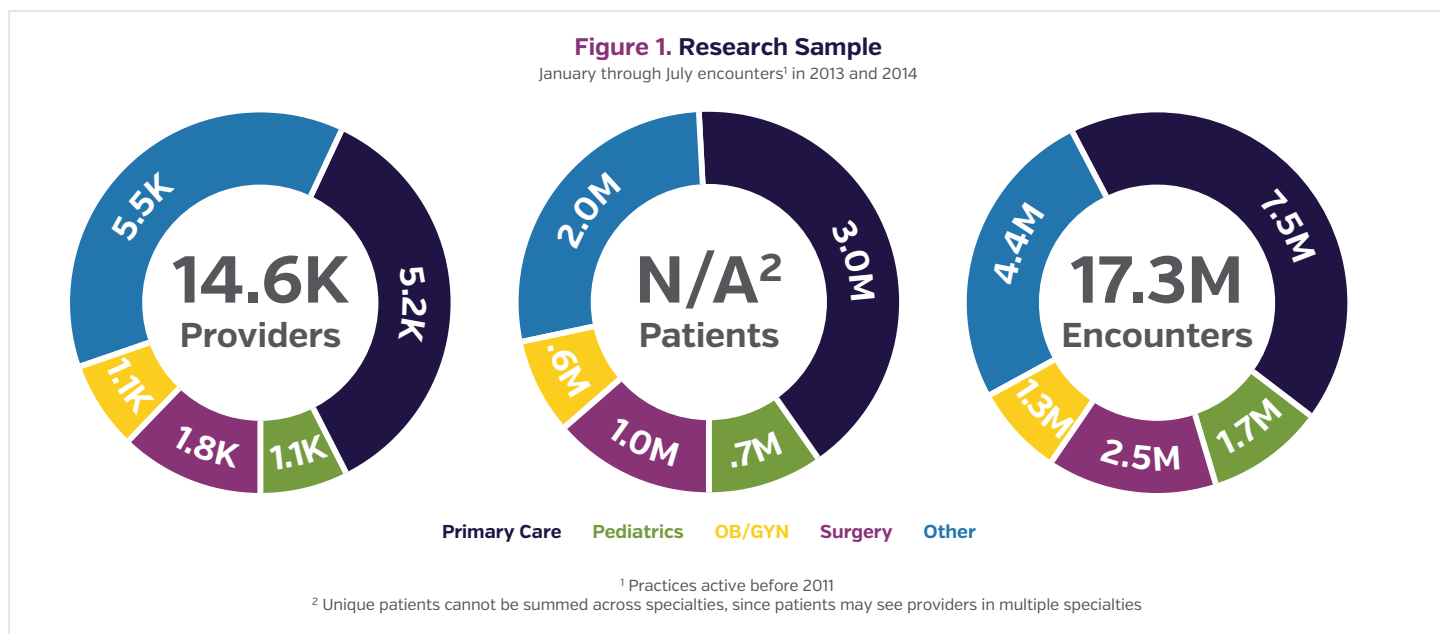 Figure 1. Research Sample
January through July encounters¹ in 2013 and 2014
5.5K
5.2K
1.1K
1.8K
1.1K
14.6K
Providers
2.0M
3.0M
.6M
1.0M
.7M
N/A²
Patients
4.4M
7.5M
1.3M
2.5M
1.7M
17.3M
Encounters
Primary Care Pediatrics OB/GYN Surgery Other
¹ Practices active before 2011
² Unique patients cannot be summed across specialties, since patients may see providers in multiple specialties